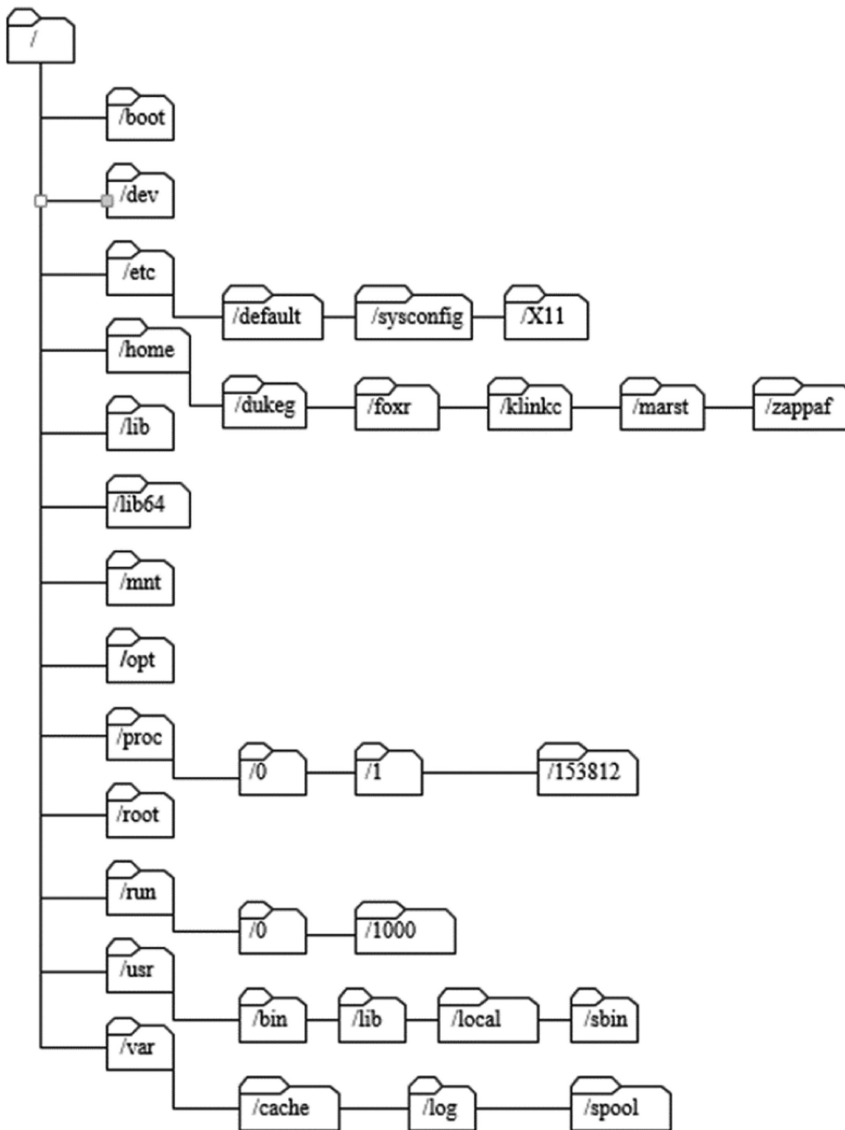 /
/boot
/dev
/etc
/default /sysconfig /X11
/home
/dukeg /foxr /klinkc /marst /zappaf
/lib
/lib64
/mnt
/opt
/proc
/0 /1 /153812
/root
/run
/0 /1000
/usr
/bin /lib /local /sbin
/var
/cache /log /spool